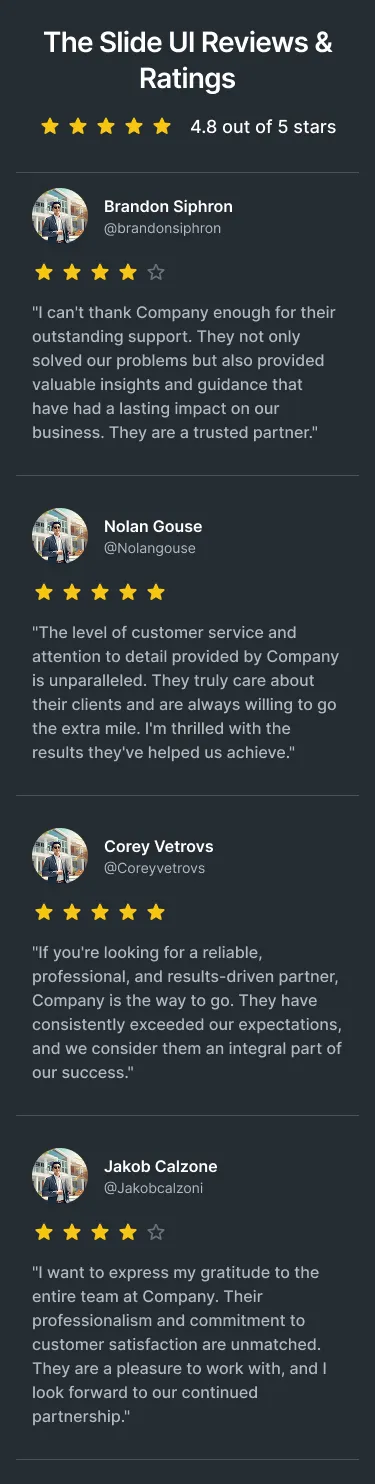 The Slide UI Reviews &
Ratings
4.8 out of 5 stars
Brandon Siphron
@brandonsiphron
"I can't thank Company enough for their
outstanding support. They not only
solved our problems but also provided
valuable insights and guidance that
have had a lasting impact on our
business. They are a trusted partner."
Nolan Gouse
@Nolangouse
"The level of customer service and
attention to detail provided by Company
is unparalleled. They truly care about
their clients and are always willing to go
the extra mile. I'm thrilled with the
results they've helped us achieve."
Corey Vetrovs
@Coreyvetrovs
"If you're looking for a reliable,
professional, and results-driven partner,
Company is the way to go. They have
consistently exceeded our expectations,
and we consider them an integral part of
our success."
Jakob Calzone
@Jakobcalzoni
"I want to express my gratitude to the
entire team at Company. Their
professionalism and commitment to
customer satisfaction are unmatched.
They are a pleasure to work with, and I
look forward to our continued
partnership."